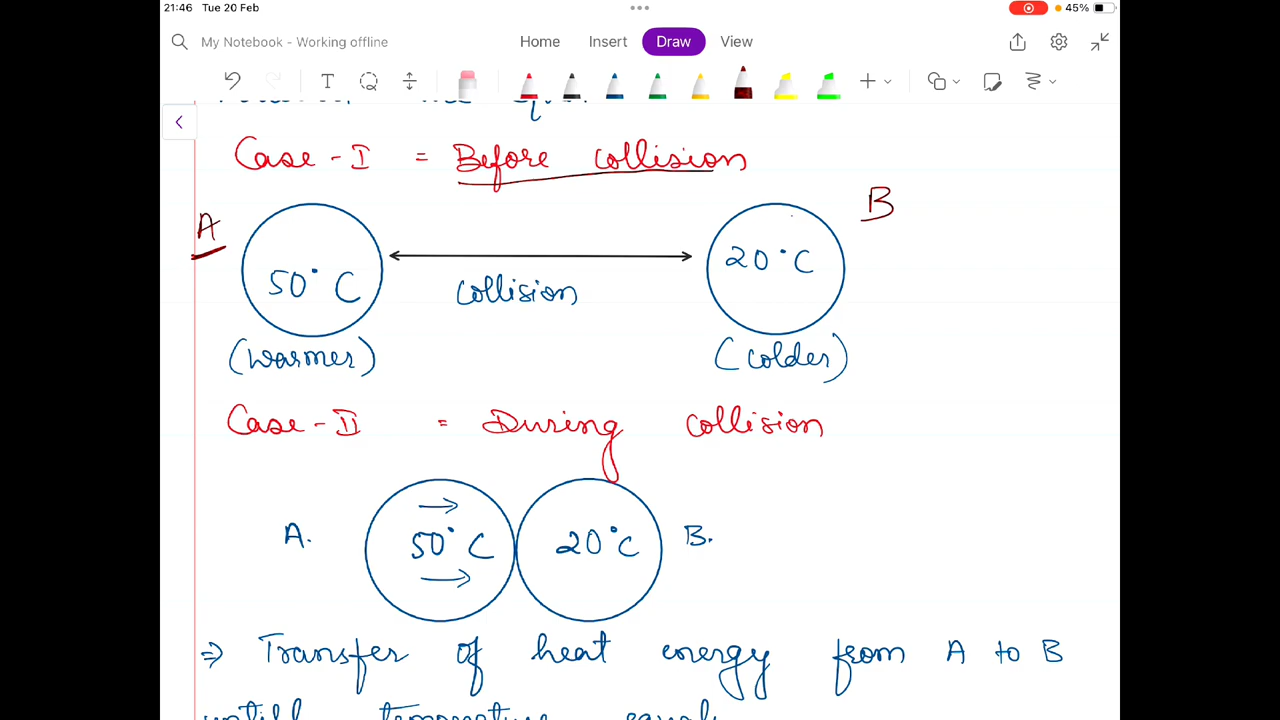 21:46 Tue 20 Feb
45%
My Notebook - Working offline
Home Insert Draw View
Case - I = Before collision
A
B
50° C
20° C
collision
(warmer)
(colder)
Case - II = During collision
A.
50° C
20° C
B.
⇒ Transfer of heat energy from A to B